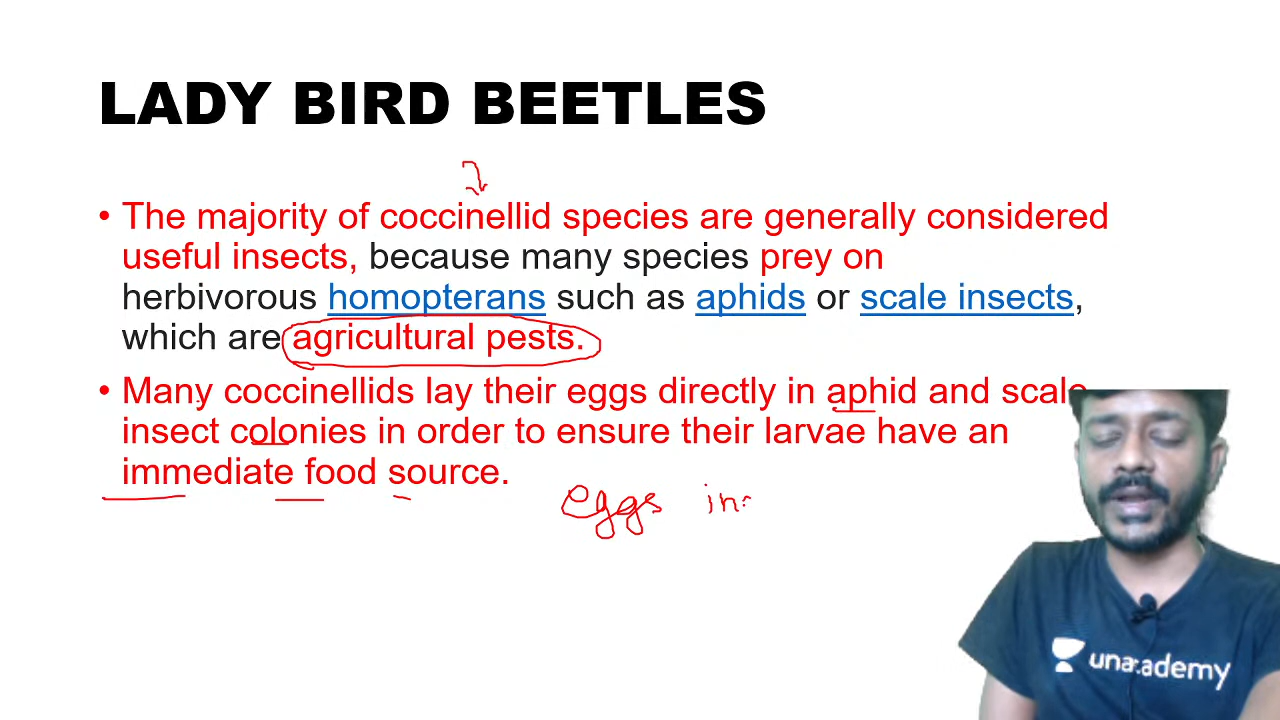 LADY BIRD BEETLES
• The majority of coccinellid species are generally considered
useful insects, because many species prey on
herbivorous homopterans such as aphids or scale insects,
which are agricultural pests.
• Many coccinellids lay their eggs directly in aphid and scale
insect colonies in order to ensure their larvae have an
immediate food source.
eggs in
unacademy